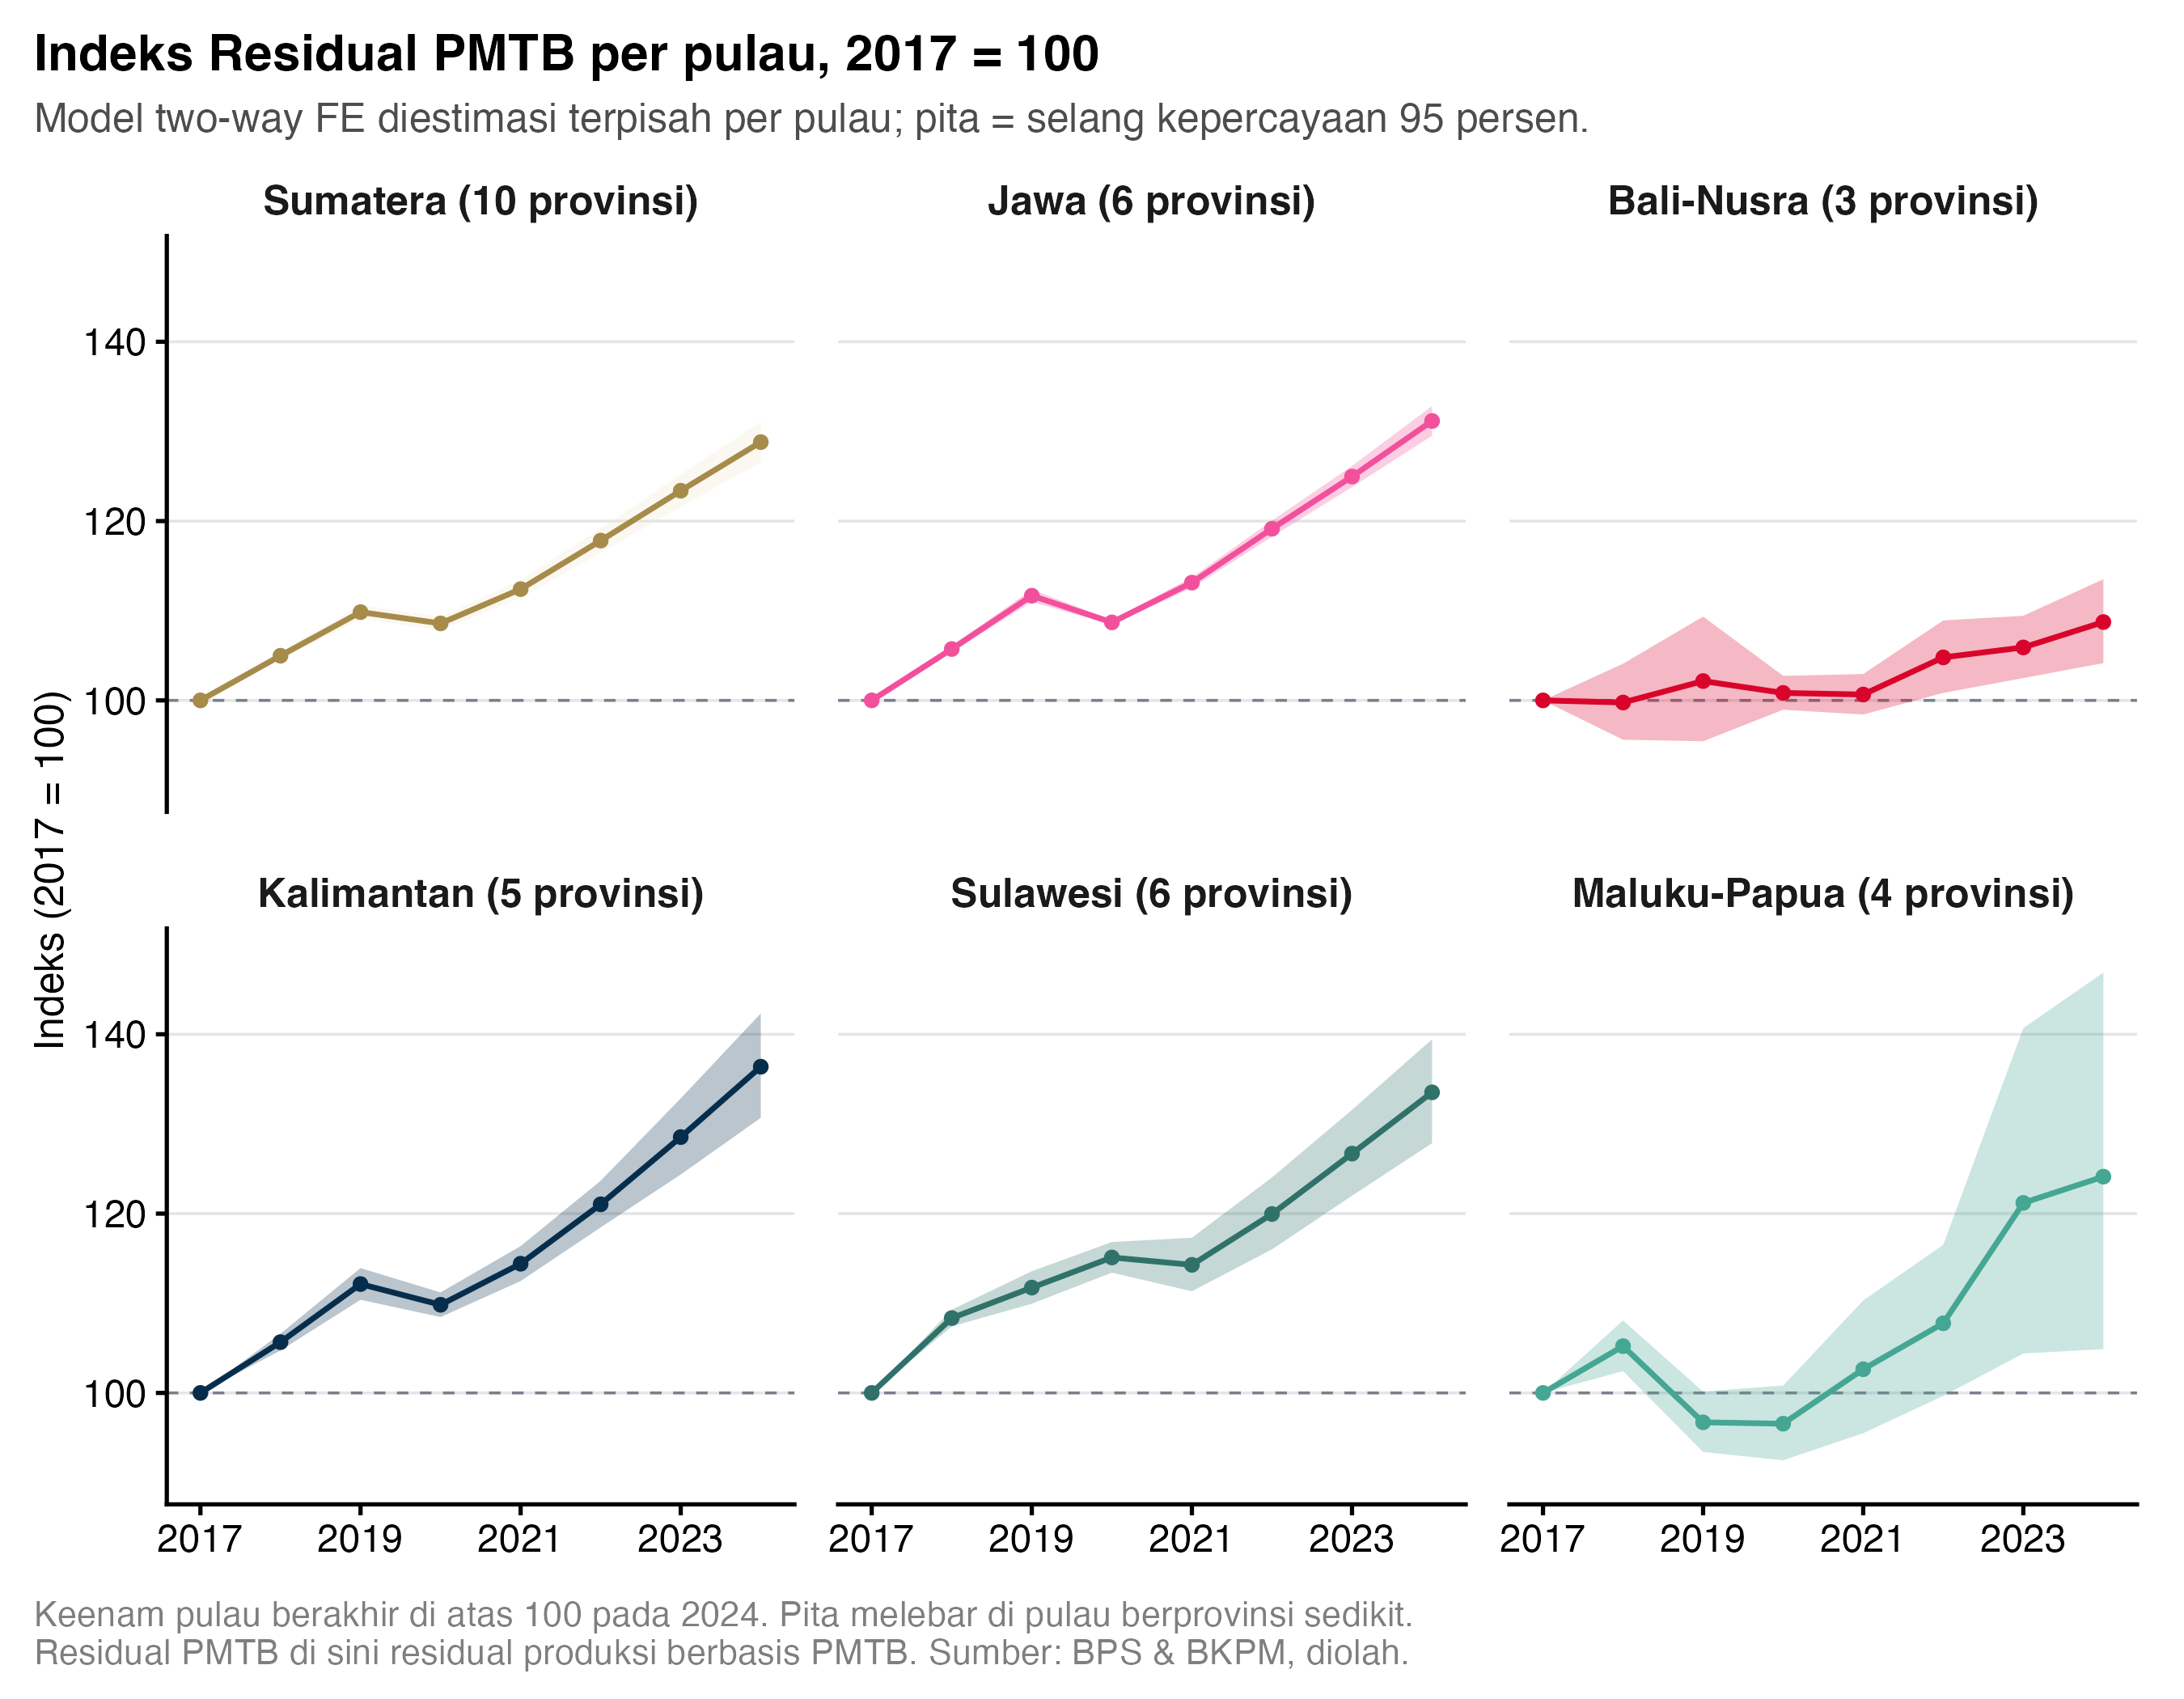 Indeks Residual PMTB per pulau, 2017 = 100
Model two-way FE diestimasi terpisah per pulau; pita = selang kepercayaan 95 persen.
Sumatera (10 provinsi)
Jawa (6 provinsi)
Bali-Nusra (3 provinsi)
140
120
100
Indeks (2017 = 100)
Kalimantan (5 provinsi)
Sulawesi (6 provinsi)
Maluku-Papua (4 provinsi)
140
120
100
2017 2019 2021 2023
2017 2019 2021 2023
2017 2019 2021 2023
Keenam pulau berakhir di atas 100 pada 2024. Pita melebar di pulau berprovinsi sedikit.
Residual PMTB di sini residual produksi berbasis PMTB. Sumber: BPS & BKPM, diolah.